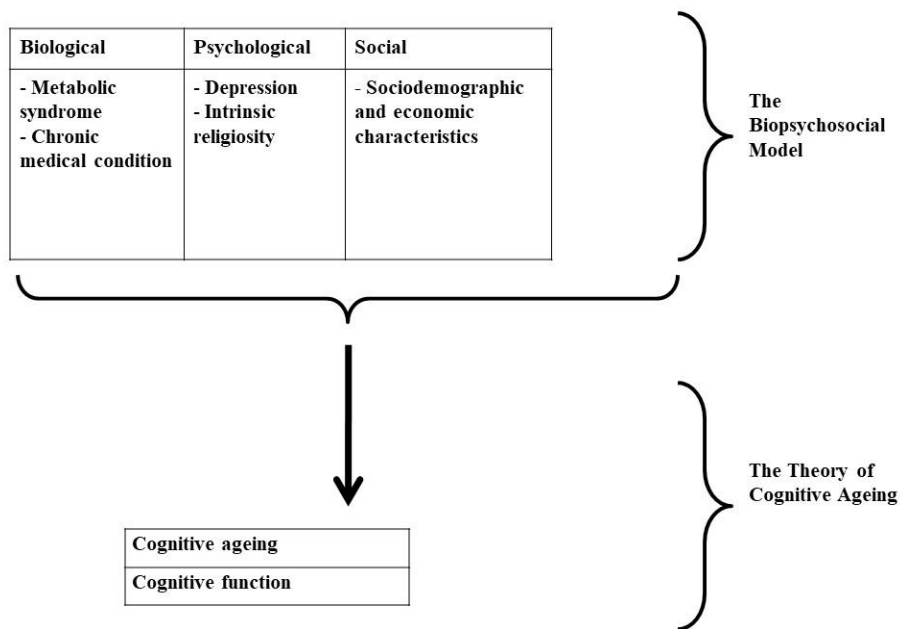 Biological
Psychological
Social
- Metabolic
syndrome
- Chronic
medical condition
- Depression
- Intrinsic
religiosity
- Sociodemographic
and economic
characteristics
The
Biopsychosocial
Model
The Theory of
Cognitive Ageing
Cognitive ageing
Cognitive function